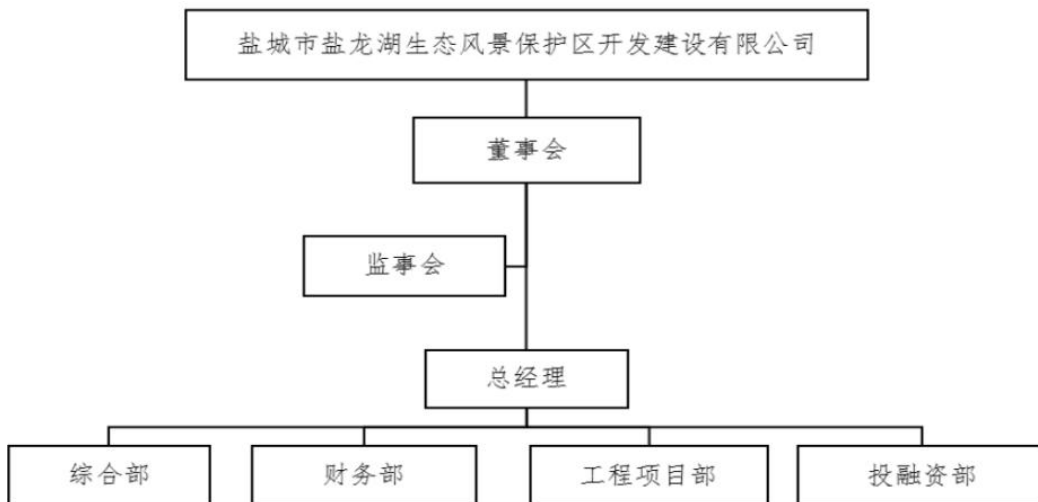 盐城市盐龙湖生态风景保护区开发建设有限公司
董事会
监事会
总经理
综合部
财务部
工程项目部
投融资部